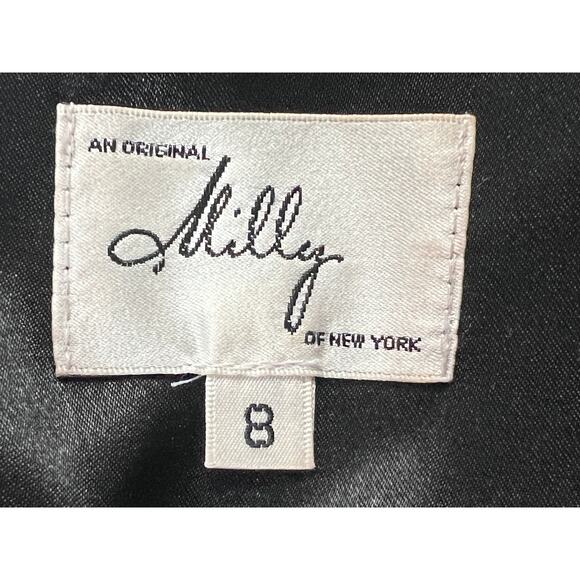 AN ORIGINAL
Milly
OF NEW YORK
8